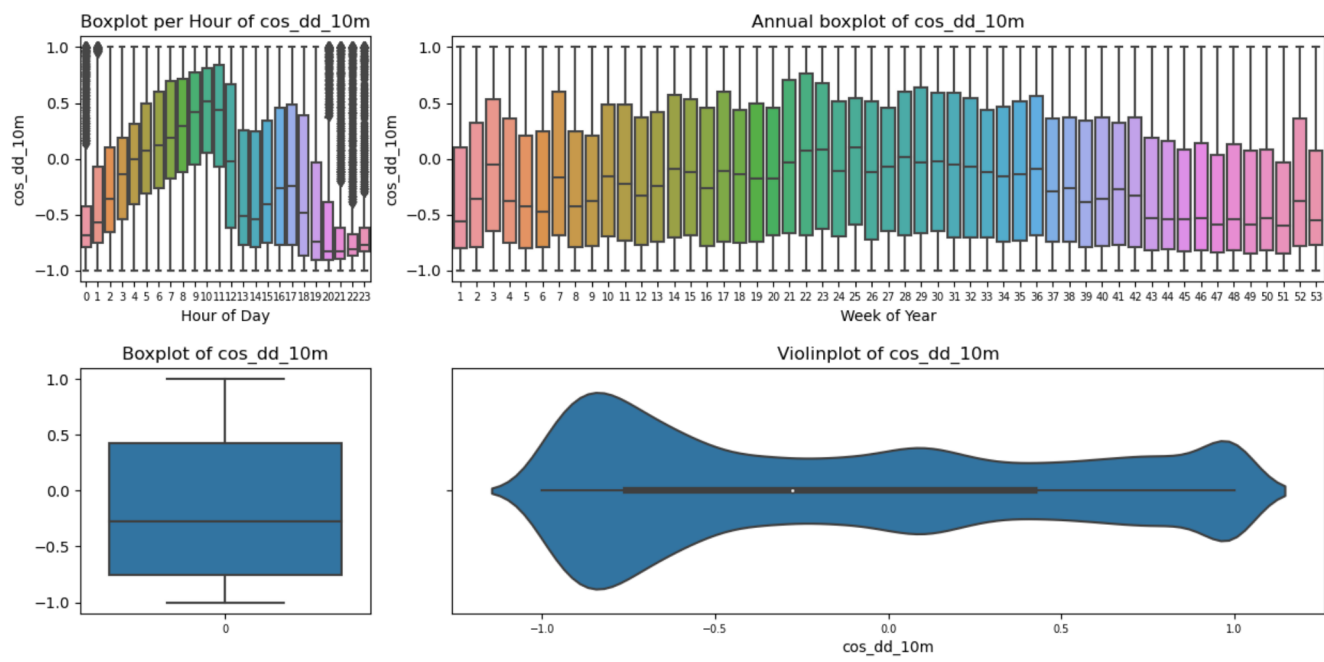 Boxplot per Hour of cos_dd_10m
1.0
0.5
0.0
−0.5
−1.0
cos_dd_10m
0 1 2 3 4 5 6 7 8 9 10 11 12 13 14 15 16 17 18 19 20 21 22 23
Hour of Day
Annual boxplot of cos_dd_10m
1.0
0.5
0.0
−0.5
−1.0
cos_dd_10m
1 2 3 4 5 6 7 8 9 10 11 12 13 14 15 16 17 18 19 20 21 22 23 24 25 26 27 28 29 30 31 32 33 34 35 36 37 38 39 40 41 42 43 44 45 46 47 48 49 50 51 52 53
Week of Year
Boxplot of cos_dd_10m
1.0
0.5
0.0
−0.5
−1.0
0
Violinplot of cos_dd_10m
−1.0 −0.5 0.0 0.5 1.0
cos_dd_10m